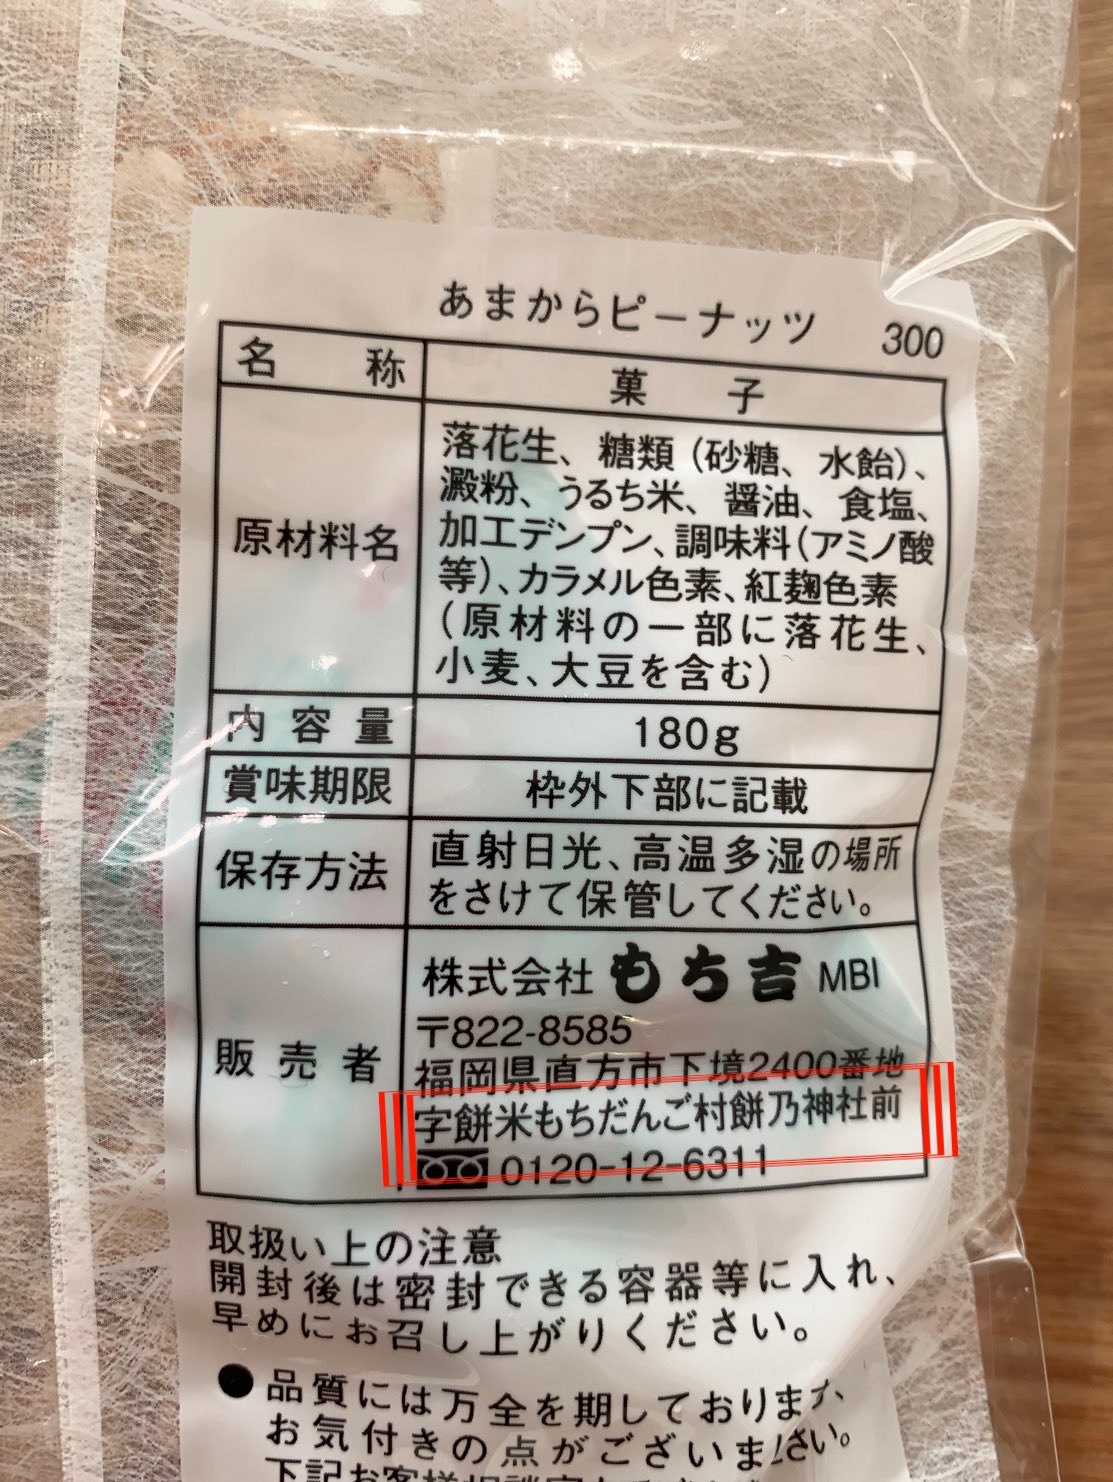 あまからピーナッツ 300
名称 菓子
原材料名 落花生、糖類(砂糖、水飴)、
澱粉、うるち米、醤油、食塩、
加工デンプン、調味料(アミノ酸
等)、カラメル色素、紅麹色素
(原材料の一部に落花生、
小麦、大豆を含む)
内容量 180g
賞味期限 枠外下部に記載
保存方法 直射日光、高温多湿の場所
をさけて保管してください。
販売者 株式会社 もち吉 MBI
〒822-8585
福岡県直方市下境2400番地
字餅米もちだんご村餅乃神社前
0120-12-6311
取扱い上の注意
開封後は密封できる容器等に入れ、
早めにお召し上がりください。
●品質には万全を期しております、
お気付きの点がございま